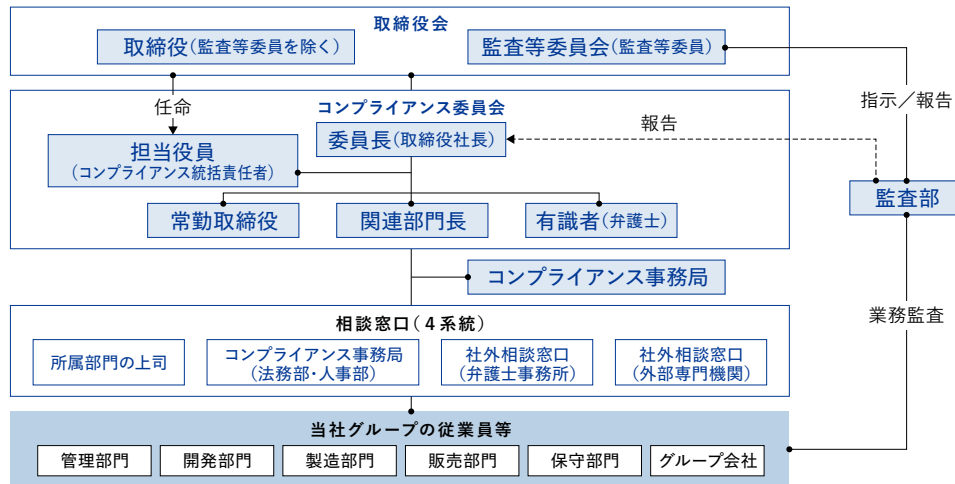 取締役会
取締役(監査等委員を除く)
監査等委員会(監査等委員)
任命
指示／報告
コンプライアンス委員会
委員長(取締役社長)
報告
担当役員
(コンプライアンス統括責任者)
常勤取締役
関連部門長
有識者(弁護士)
監査部
コンプライアンス事務局
業務監査
相談窓口(4系統)
所属部門の上司
コンプライアンス事務局
(法務部・人事部)
社外相談窓口
(弁護士事務所)
社外相談窓口
(外部専門機関)
当社グループの従業員等
管理部門
開発部門
製造部門
販売部門
保守部門
グループ会社